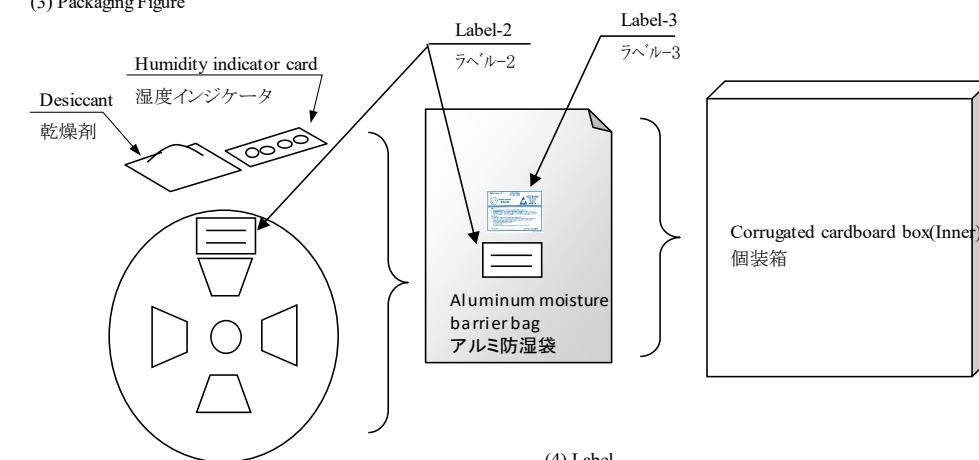 (3) Packaging Figure
Label-2
ラベル-2
Label-3
ラベル-3
Humidity indicator card
湿度インジケータ
Desiccant
乾燥剤
Aluminum moisture
barrier bag
アルミ防湿袋
Corrugated cardboard box(Inner)
個装箱
(4) Label